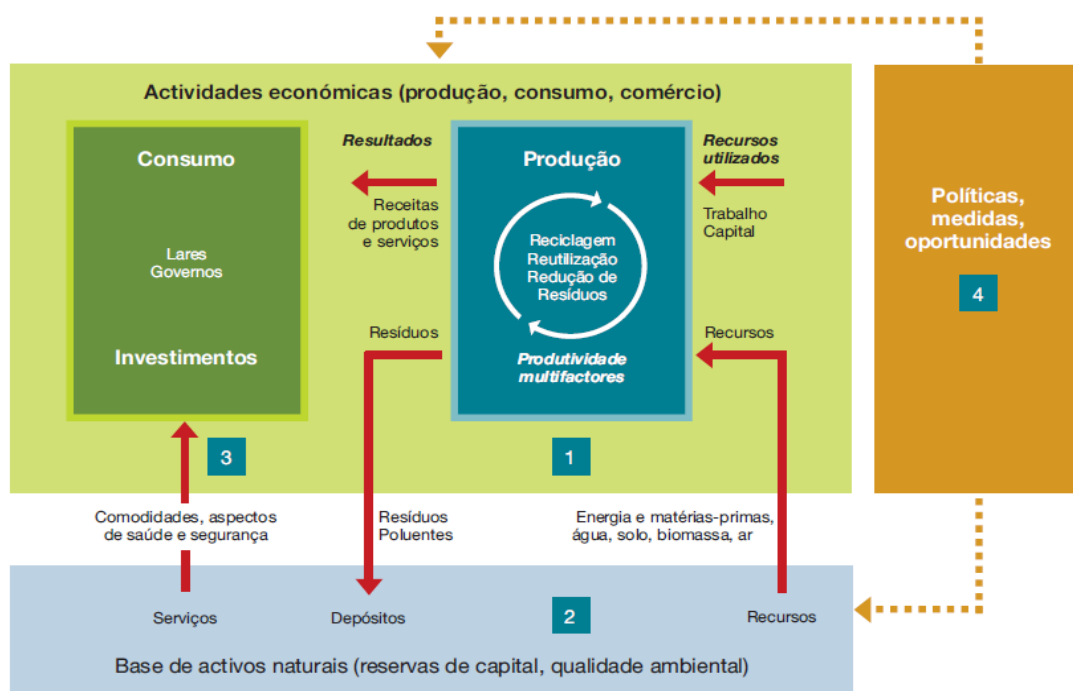 Actividades económicas (produção, consumo, comércio)
Consumo
Lares
Governos
Investimentos
3
Resultados
Receitas
de produtos
e serviços
Resíduos
Produção
Reciclagem
Reutilização
Redução de
Resíduos
Produtividade
multifactores
1
Recursos
utilizados
Trabalho
Capital
Recursos
Políticas,
medidas,
oportunidades
4
Comodidades, aspectos
de saúde e segurança
Resíduos
Poluentes
Energia e matérias-primas,
água, solo, biomassa, ar
Serviços
Depósitos
2
Recursos
Base de activos naturais (reservas de capital, qualidade ambiental)